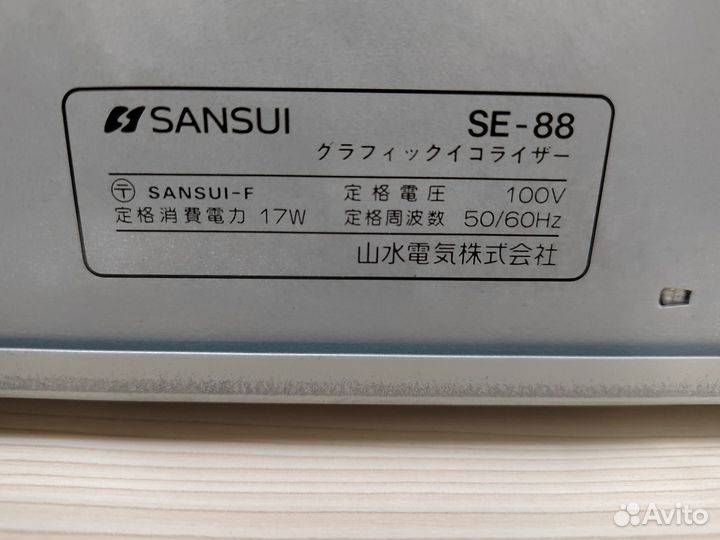 SANSUI SE-88
グラフィックイコライザー
〒 SANSUI-F 定格電圧 100V
定格消費電力 17W 定格周波数 50/60Hz
山水電気株式会社
Avito